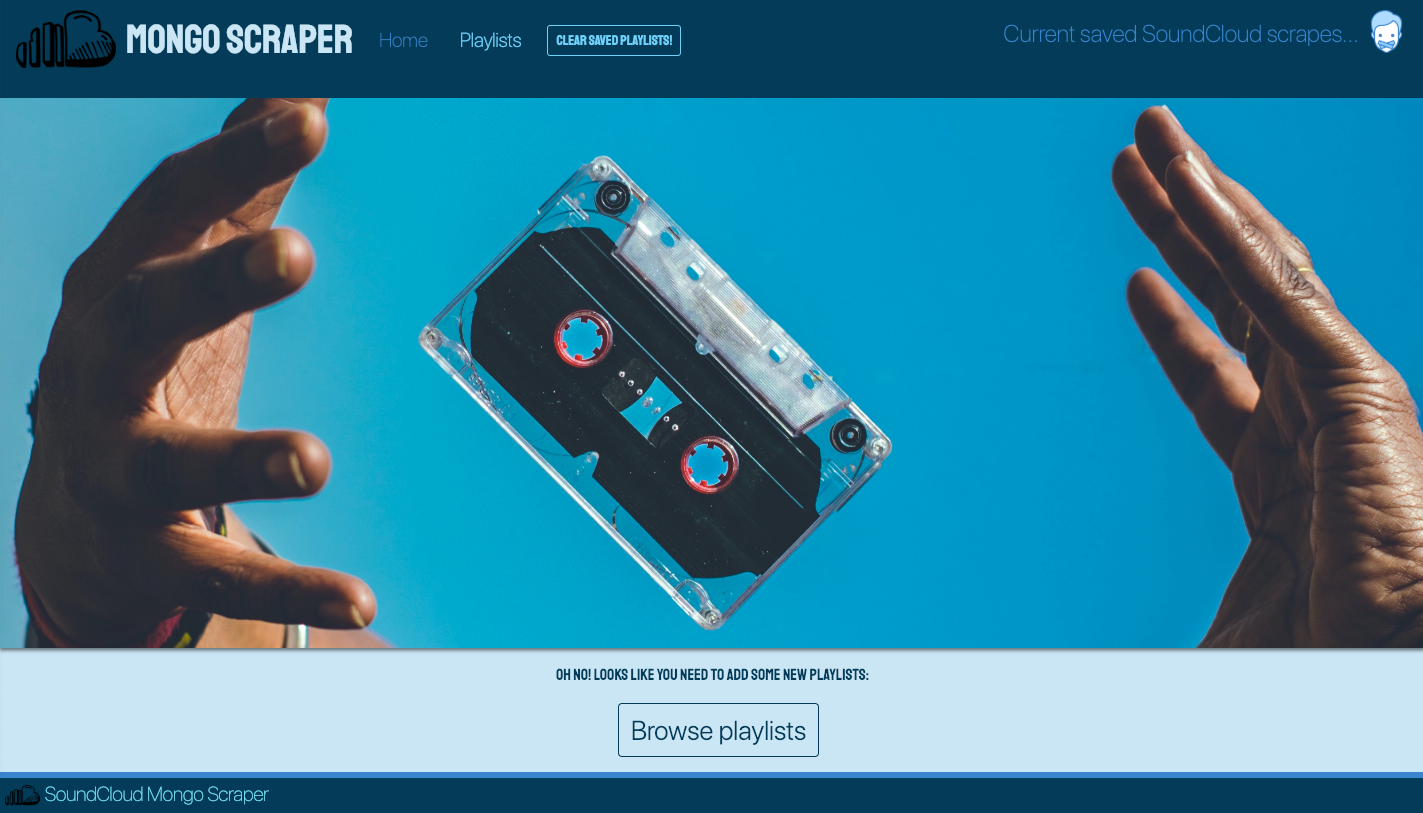 MONGO SCRAPER
Home
Playlists
CLEAR SAVED PLAYLISTS!
Current saved SoundCloud scrapes...
OH NO! LOOKS LIKE YOU NEED TO ADD SOME NEW PLAYLISTS:
Browse playlists
SoundCloud Mongo Scraper